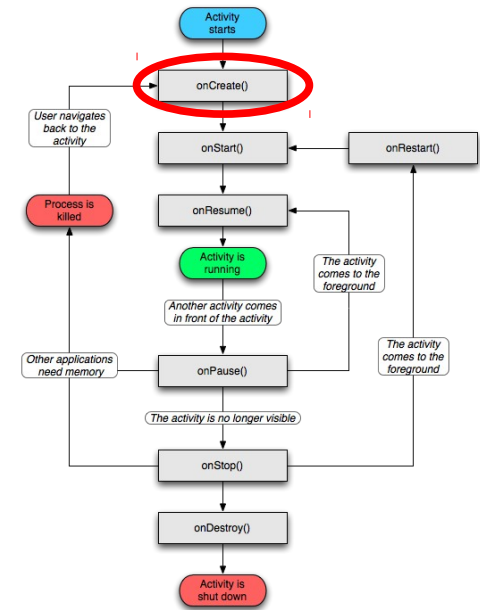 Activity
starts
onCreate()
User navigates
back to the
activity
onStart()
onRestart()
Process is
killed
onResume()
Activity is
running
The activity
comes to the
foreground
Another activity comes
in front of the activity
Other applications
need memory
onPause()
The activity
comes to the
foreground
The activity is no longer visible
onStop()
onDestroy()
Activity is
shut down